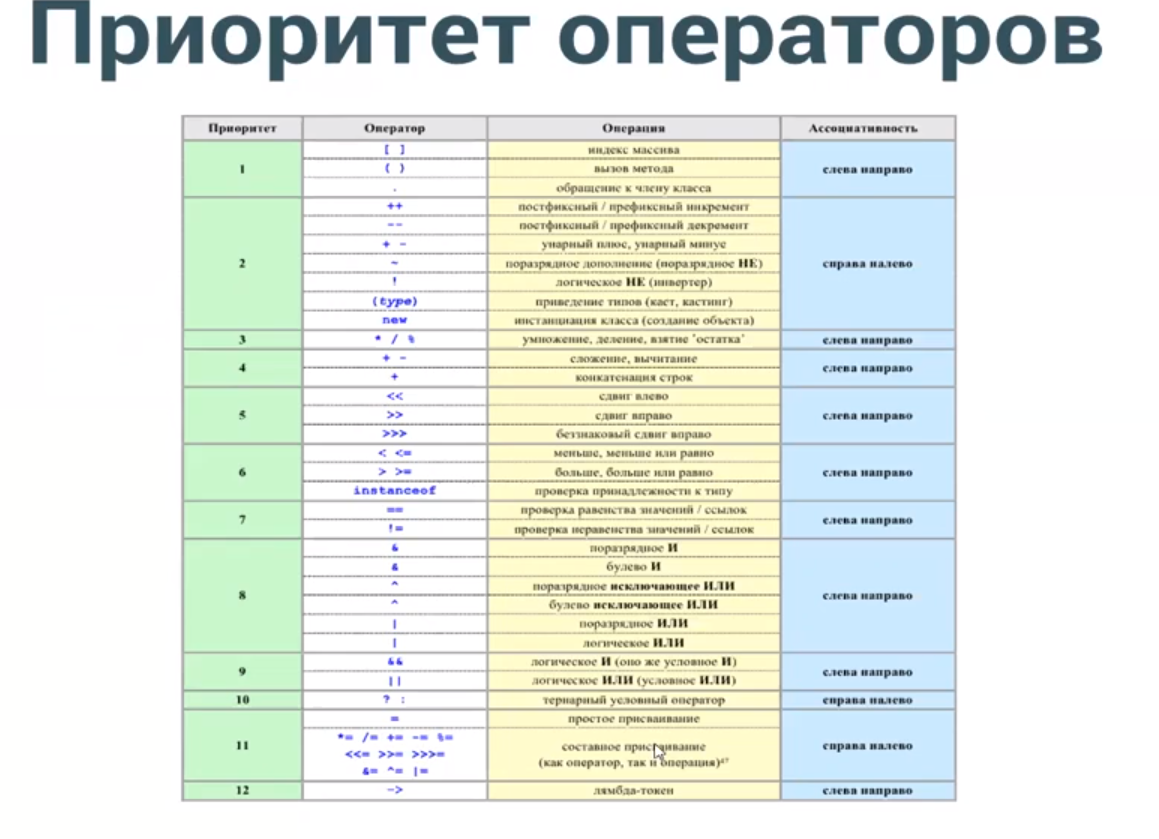 Приоритет операторов
Приоритет Оператор Операция Ассоциативность
1 [ ] индекс массива слева направо
( ) вызов метода
. обращение к члену класса
2 ++ постфиксный / префиксный инкремент справа налево
-- постфиксный / префиксный декремент
+ - унарный плюс, унарный минус
~ поразрядное дополнение (поразрядное НЕ)
! логическое НЕ (инвертер)
(type) приведение типов (каст, кастинг)
new инстанциация класса (создание объекта)
3 * / % умножение, деление, взятие "остатка" слева направо
4 + - сложение, вычитание слева направо
+ конкатенация строк
5 << сдвиг влево слева направо
>> сдвиг вправо
>>> беззнаковый сдвиг вправо
6 < <= меньше, меньше или равно слева направо
> >= больше, больше или равно
instanceof проверка принадлежности к типу
7 == проверка равенства значений / ссылок слева направо
!= проверка неравенства значений / ссылок
8 & поразрядное И слева направо
& булево И
^ поразрядное исключающее ИЛИ
^ булево исключающее ИЛИ
| поразрядное ИЛИ
| логическое ИЛИ
9 && логическое И (оно же условное И) слева направо
|| логическое ИЛИ (условное ИЛИ)
10 ? : тернарный условный оператор справа налево
11 = простое присваивание справа налево
*= /= += -= %= составное присваивание
<<= >>= >>>= (как оператор, так и операция)47
&= ^= |=
12 -> лямбда-токен слева направо